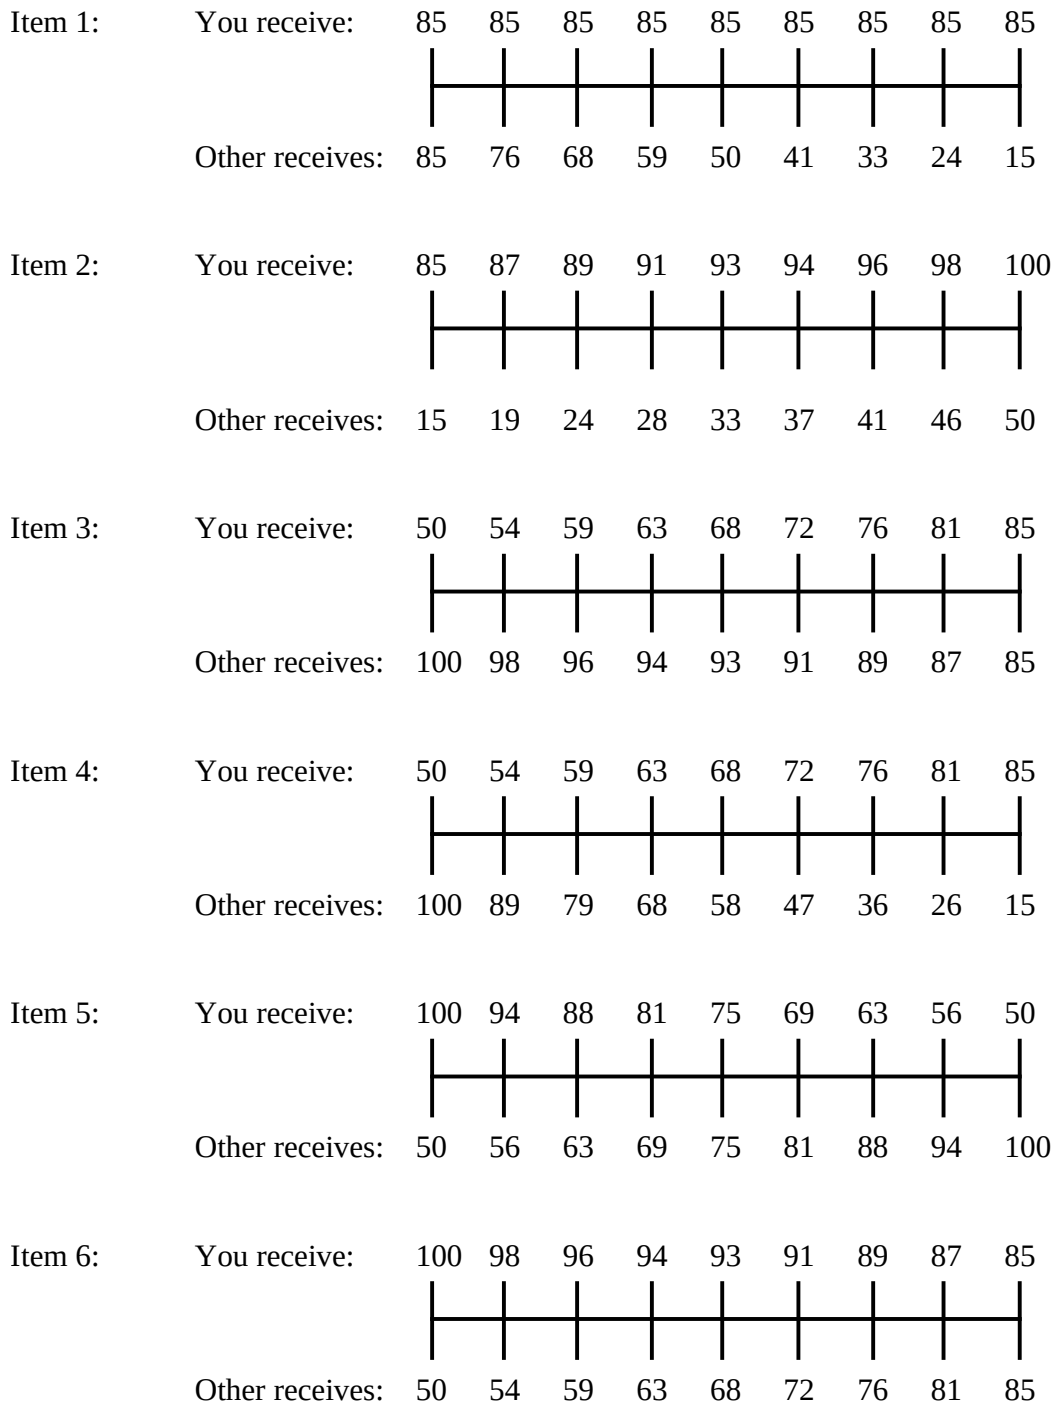 Item 1: You receive: 85 85 85 85 85 85 85 85 85
Other receives: 85 76 68 59 50 41 33 24 15
Item 2: You receive: 85 87 89 91 93 94 96 98 100
Other receives: 15 19 24 28 33 37 41 46 50
Item 3: You receive: 50 54 59 63 68 72 76 81 85
Other receives: 100 98 96 94 93 91 89 87 85
Item 4: You receive: 50 54 59 63 68 72 76 81 85
Other receives: 100 89 79 68 58 47 36 26 15
Item 5: You receive: 100 94 88 81 75 69 63 56 50
Other receives: 50 56 63 69 75 81 88 94 100
Item 6: You receive: 100 98 96 94 93 91 89 87 85
Other receives: 50 54 59 63 68 72 76 81 85